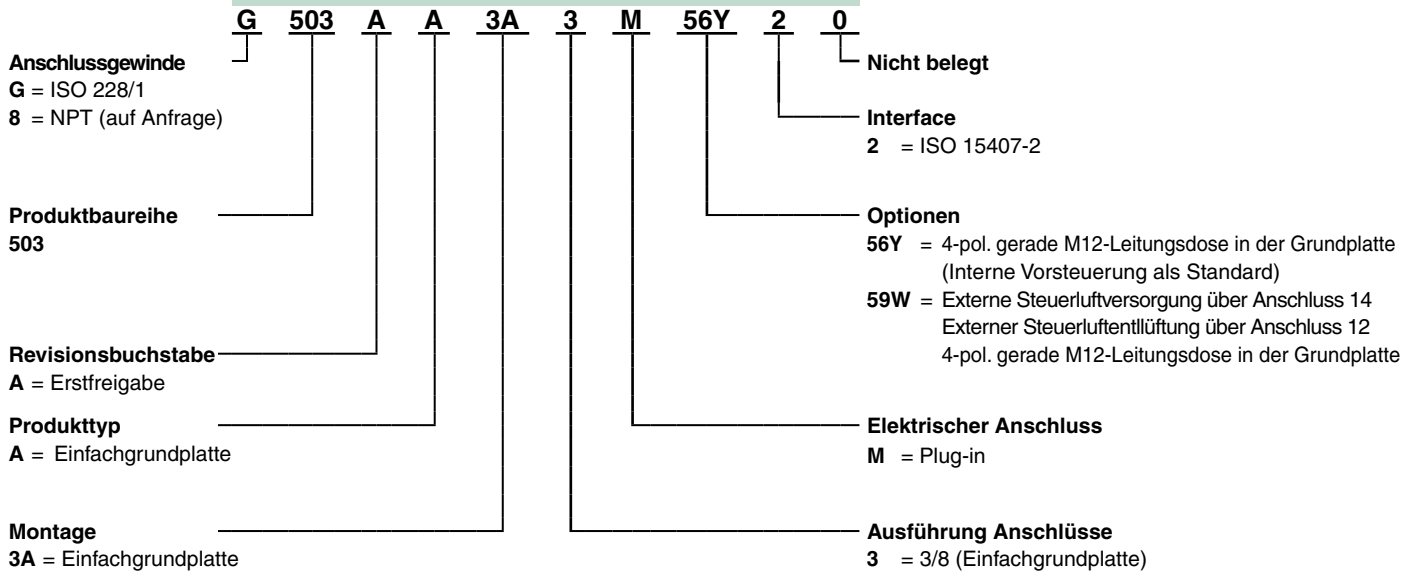 G 503 A A 3A 3 M 56Y 2 0
Anschlussgewinde
G = ISO 228/1
8 = NPT (auf Anfrage)
Produktbaureihe
503
Revisionsbuchstabe
A = Erstfreigabe
Produkttyp
A = Einfachgrundplatte
Montage
3A = Einfachgrundplatte
Nicht belegt
Interface
2 = ISO 15407-2
Optionen
56Y = 4-pol. gerade M12-Leitungsdose in der Grundplatte
(Interne Vorsteuerung als Standard)
59W = Externe Steuerluftversorgung über Anschluss 14
Externer Steuerluftentllüftung über Anschluss 12
4-pol. gerade M12-Leitungsdose in der Grundplatte
Elektrischer Anschluss
M = Plug-in
Ausführung Anschlüsse
3 = 3/8 (Einfachgrundplatte)